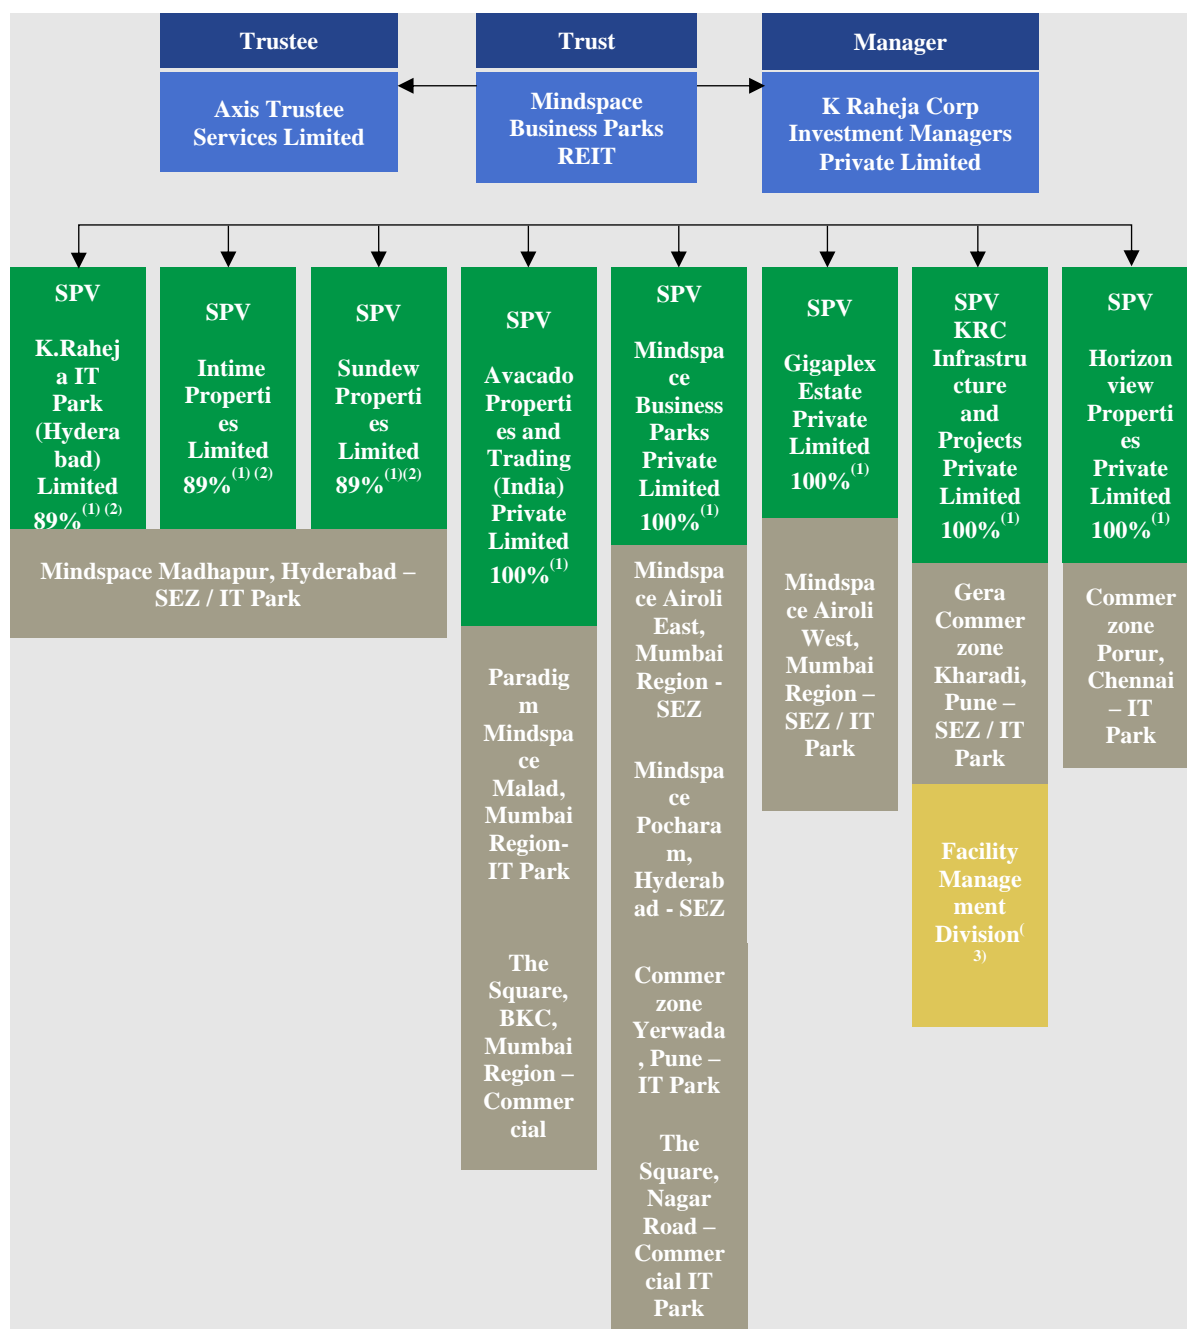 Trustee
Axis Trustee
Services Limited
Trust
Mindspace
Business Parks
REIT
Manager
K Raheja Corp
Investment Managers
Private Limited
SPV
K.Rahej
a IT
Park
(Hydera
bad)
Limited
89%(1) (2)
SPV
Intime
Properti
es
Limited
89%(1) (2)
SPV
Sundew
Properti
es
Limited
89%(1)(2)
Mindspace Madhapur, Hyderabad –
SEZ / IT Park
SPV
Avacado
Properti
es and
Trading
(India)
Private
Limited
100%(1)
Paradig
m
Mindspa
ce
Malad,
Mumbai
Region-
IT Park
The
Square,
BKC,
Mumbai
Region –
Commer
cial
SPV
Mindspa
ce
Business
Parks
Private
Limited
100%(1)
Mindspa
ce Airoli
East,
Mumbai
Region -
SEZ
Mindspa
ce
Pochara
m,
Hyderab
ad - SEZ
Commer
zone
Yerwada
, Pune –
IT Park
The
Square,
Nagar
Road –
Commer
cial IT
Park
SPV
Gigaplex
Estate
Private
Limited
100%(1)
Mindspa
ce Airoli
West,
Mumbai
Region –
SEZ / IT
Park
SPV
KRC
Infrastru
cture
and
Projects
Private
Limited
100%(1)
Gera
Commer
zone
Kharadi,
Pune –
SEZ / IT
Park
Facility
Manage
ment
Division(
3)
SPV
Horizon
view
Properti
es
Private
Limited
100%(1)
Commer
zone
Porur,
Chennai
– IT
Park